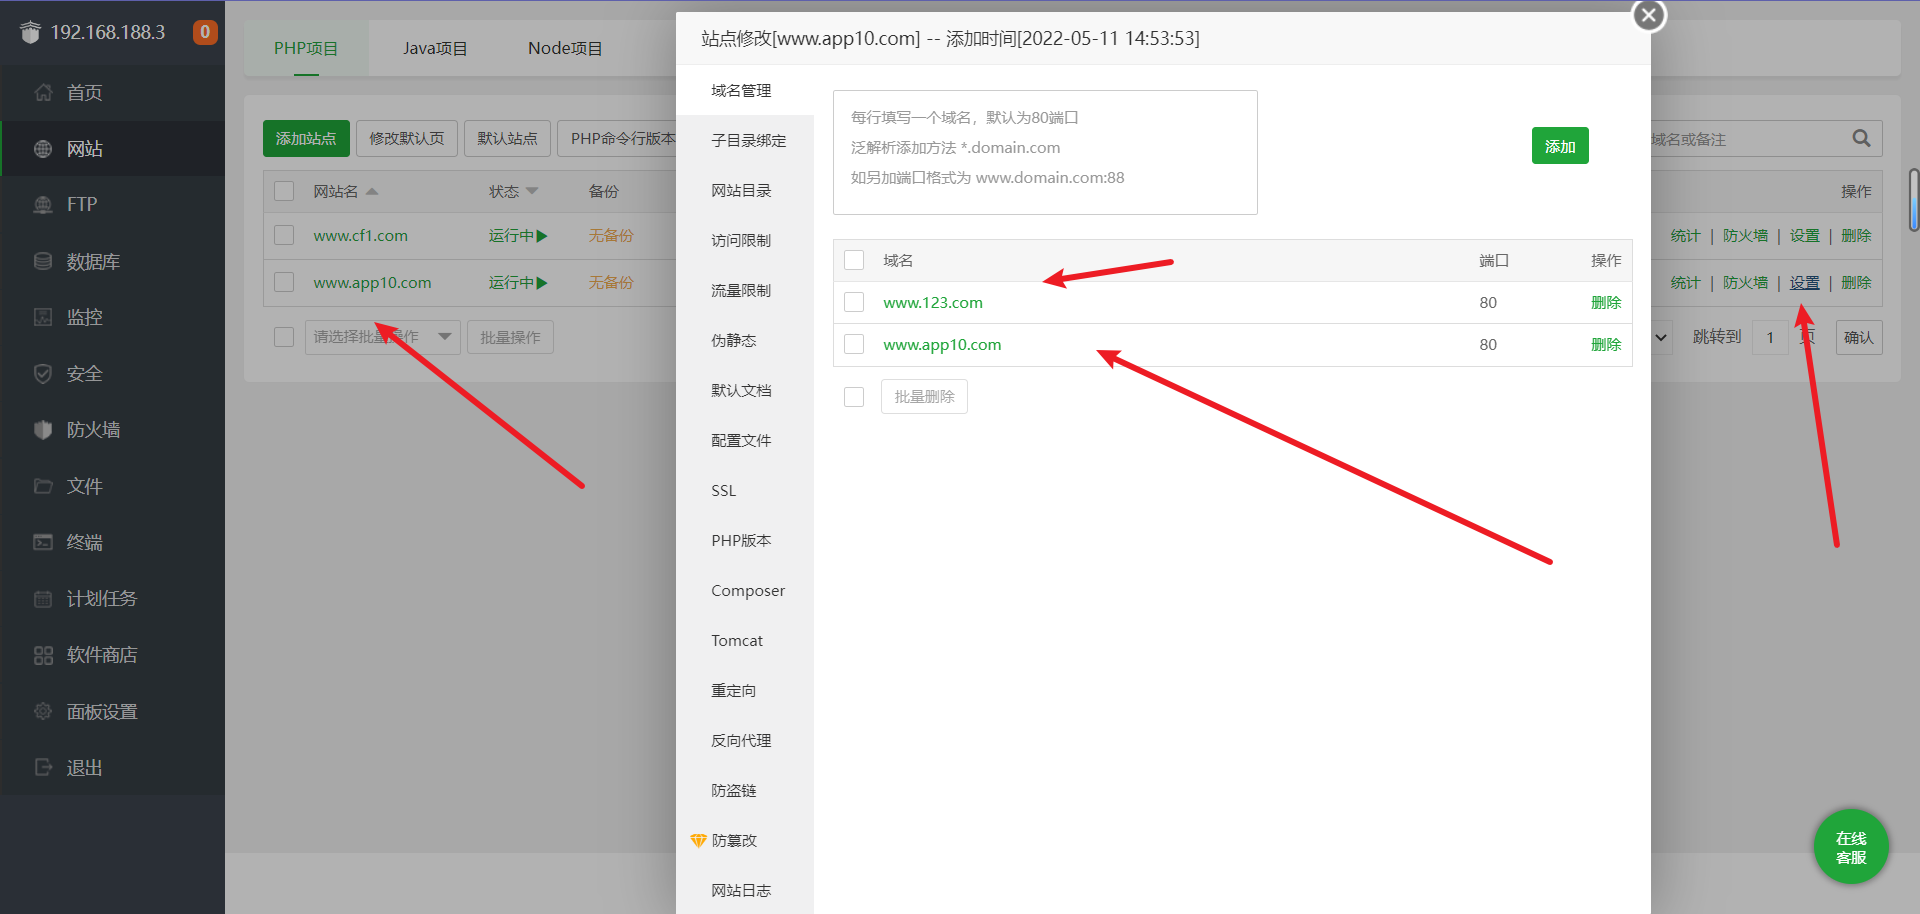 192.168.188.3
0
首页
网站
FTP
数据库
监控
安全
防火墙
文件
终端
计划任务
软件商店
面板设置
退出
PHP项目
Java项目
Node项目
添加站点
修改默认页
默认站点
PHP命令行版本
网站名
状态
备份
www.cf1.com
运行中
无备份
www.app10.com
运行中
无备份
请选择批量操作
批量操作
站点修改[www.app10.com] -- 添加时间[2022-05-11 14:53:53]
域名管理
子目录绑定
网站目录
访问限制
流量限制
伪静态
默认文档
配置文件
SSL
PHP版本
Composer
Tomcat
重定向
反向代理
防盗链
防篡改
网站日志
每行填写一个域名，默认为80端口
泛解析添加方法 *.domain.com
如另加端口格式为 www.domain.com:88
添加
域名
端口
操作
www.123.com
80
删除
www.app10.com
80
删除
批量删除
域名或备注
操作
统计 | 防火墙 | 设置 | 删除
统计 | 防火墙 | 设置 | 删除
跳转到
1
页
确认
在线
客服